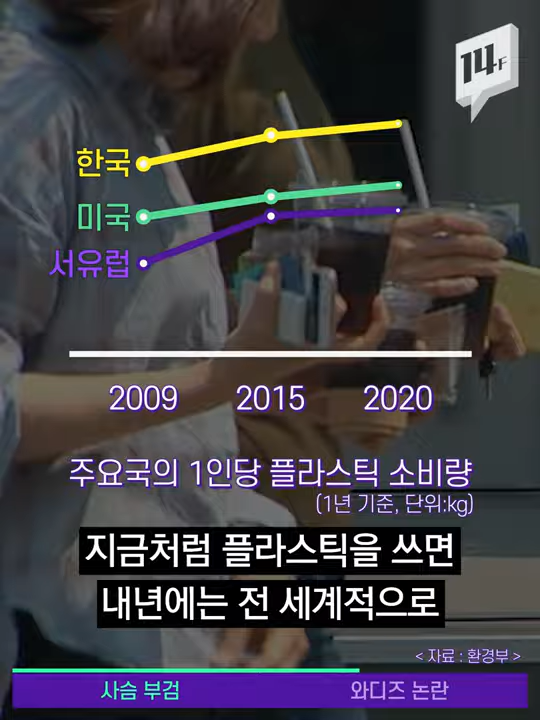 14F
한국
미국
서유럽
2009 2015 2020
주요국의 1인당 플라스틱 소비량
(1년 기준, 단위:kg)
지금처럼 플라스틱을 쓰면
내년에는 전 세계적으로
< 자료 : 환경부 >
사슴 부검 와디즈 논란